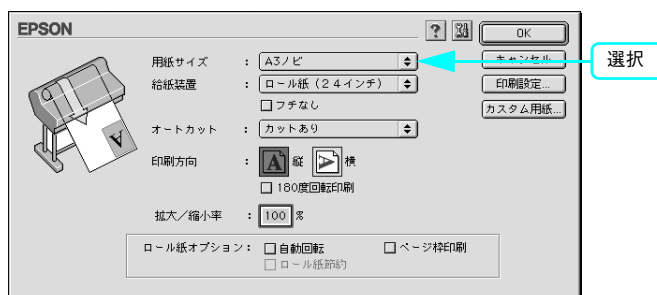 EPSON
? OK
用紙サイズ : A3ノビ キャンセル
選択
給紙装置 : ロール紙（24インチ） 印刷設定...
フチなし カスタム用紙...
オートカット : カットあり
印刷方向 : A 縦 A 横
180度回転印刷
拡大／縮小率 : 100 %
ロール紙オプション： 自動回転 ページ枠印刷
ロール紙節約